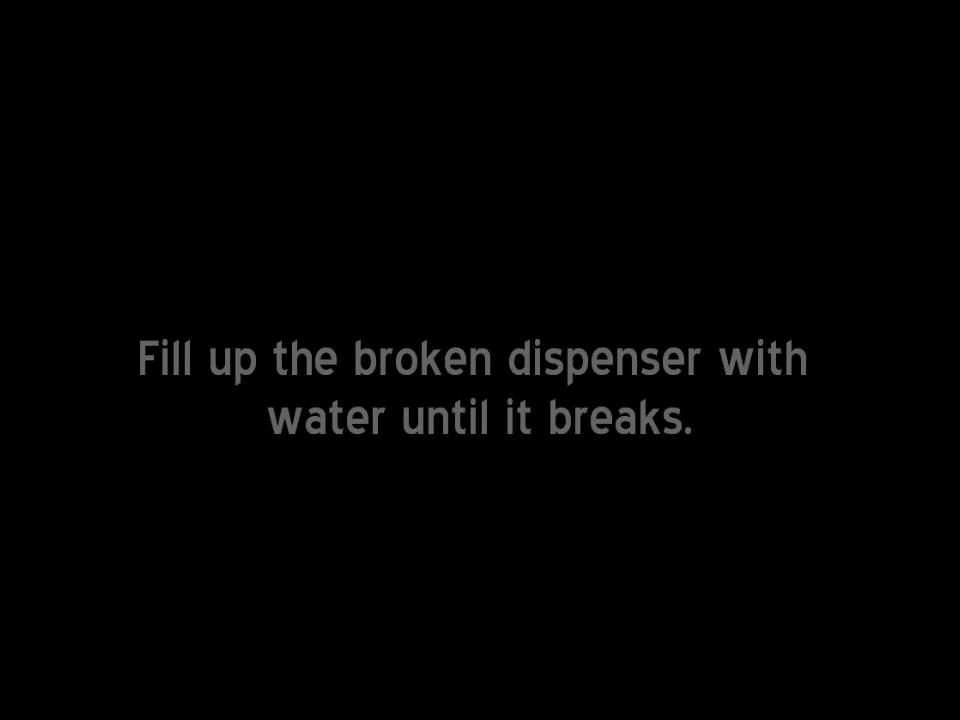 Fill up the broken dispenser with
water until it breaks.